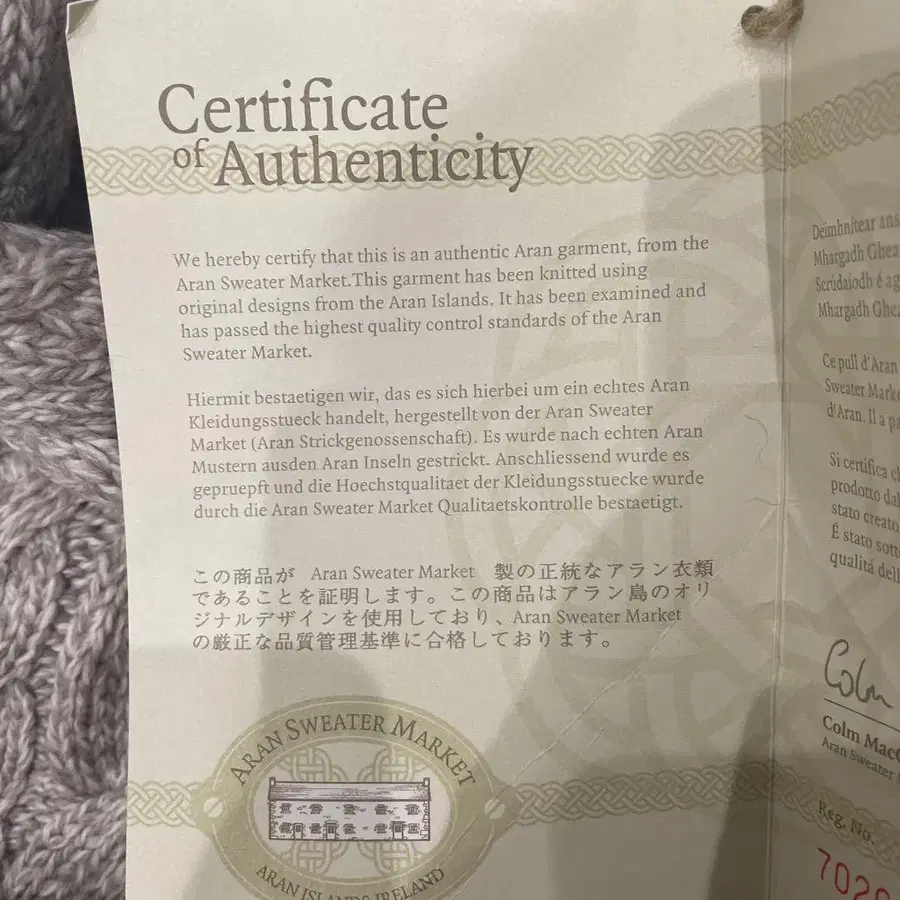 Certificate
of Authenticity
We hereby certify that this is an authentic Aran garment, from the
Aran Sweater Market.This garment has been knitted using
original designs from the Aran Islands. It has been examined and
has passed the highest quality control standards of the Aran
Sweater Market.
Hiermit bestaetigen wir, das es sich hierbei um ein echtes Aran
Kleidungsstueck handelt, hergestellt von der Aran Sweater
Market (Aran Strickgenossenschaft). Es wurde nach echten Aran
Mustern ausden Aran Inseln gestrickt. Anschliessend wurde es
gepruepft und die Hoechstqualitaet der Kleidungsstuecke wurde
durch die Aran Sweater Market Qualitaetskontrolle bestaetigt.
この商品が Aran Sweater Market 製の正統なアラン衣類
であることを証明します。この商品はアラン島のオリ
ジナルデザインを使用しており、Aran Sweater Market
の厳正な品質管理基準に合格しております。
ARAN SWEATER MARKET
ARAN ISLANDS IRELAND
Deimhnítear
Mhargadh
Scrúdaíodh é
Mhargadh
Ce pull d'Aran
Sweater
d'Aran. Il a
Si certifica
prodotto
stato creato
É stato
qualitá
Colm
Colm
Aran Sweater
Reg. No.
702